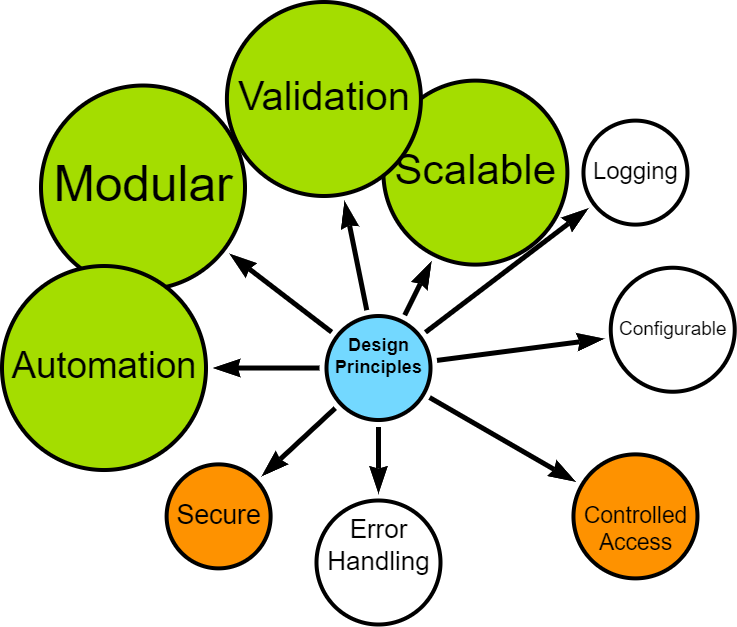 Validation
Modular
Scalable
Logging
Configurable
Design
Principles
Automation
Secure
Error
Handling
Controlled
Access